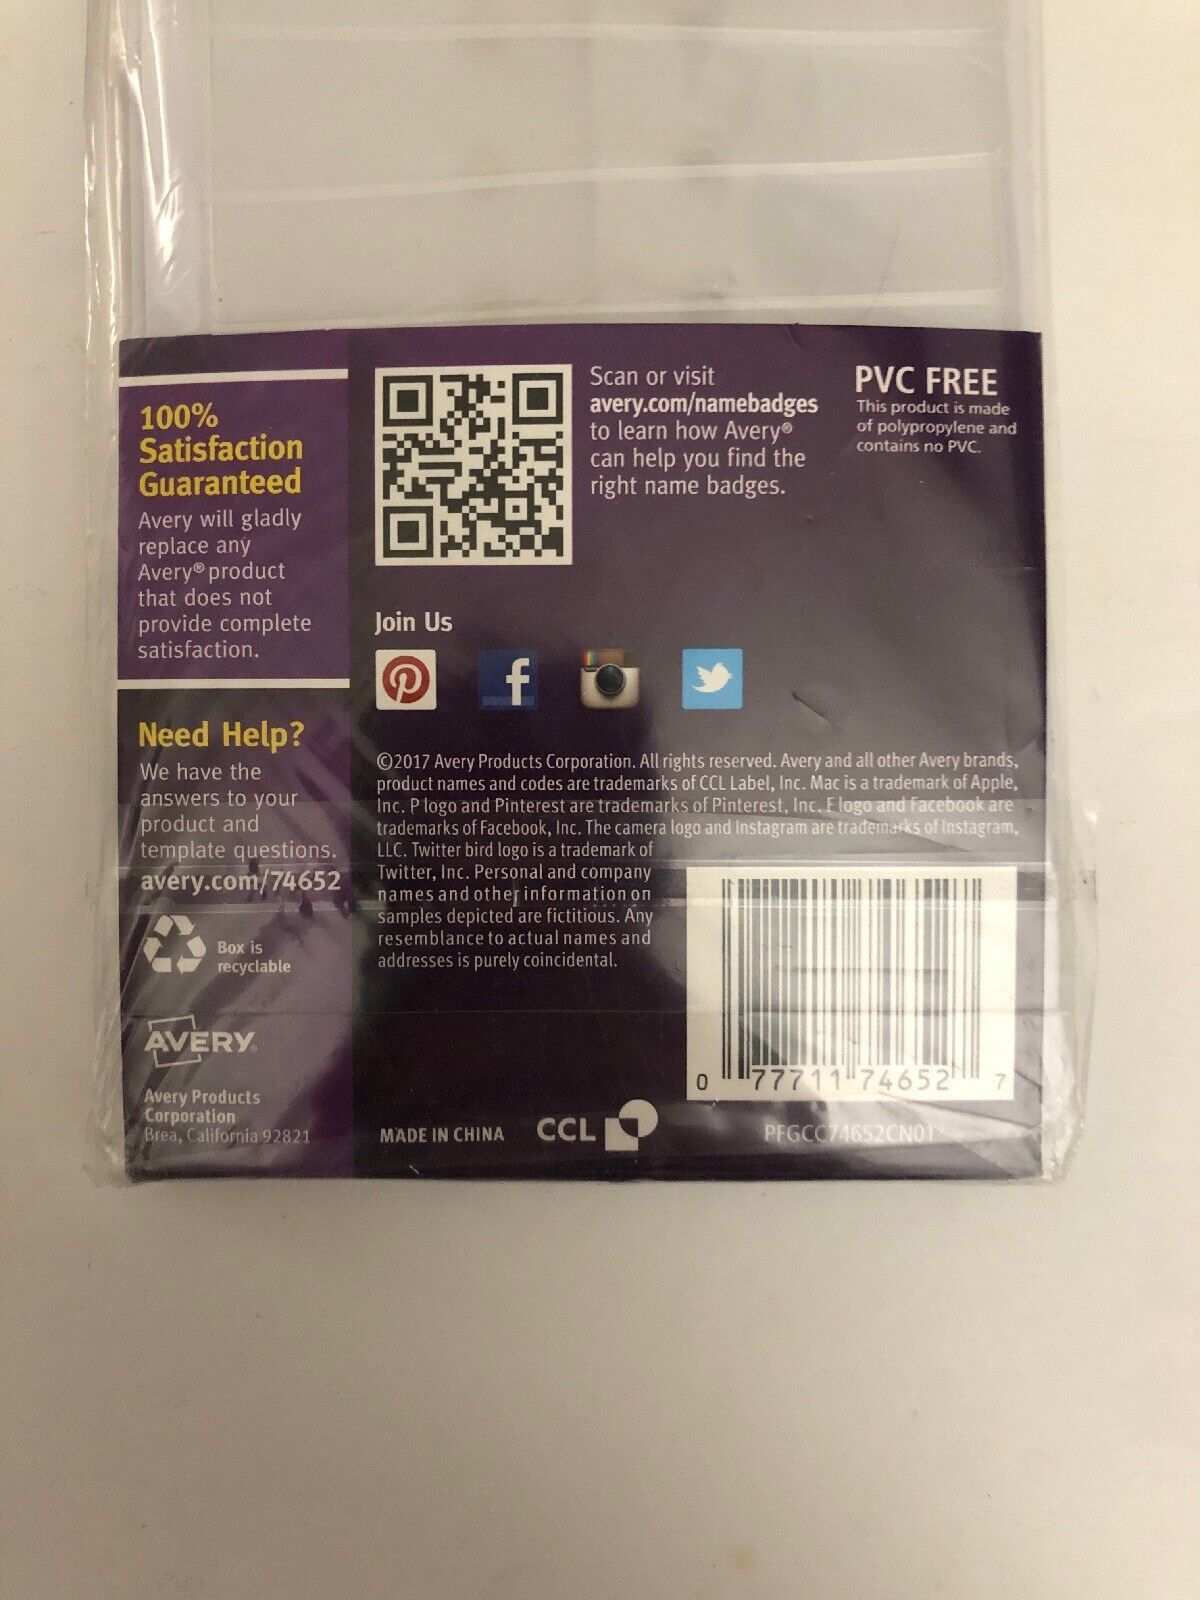 100%
Satisfaction
Guaranteed
Avery will gladly
replace any
Avery® product
that does not
provide complete
satisfaction.
Need Help?
We have the
answers to your
product and
template questions.
avery.com/74652
Box is
recyclable
AVERY®
Avery Products
Corporation
Brea, California 92821
Scan or visit
avery.com/namebadges
to learn how Avery®
can help you find the
right name badges.
PVC FREE
This product is made
of polypropylene and
contains no PVC.
Join Us
©2017 Avery Products Corporation. All rights reserved. Avery and all other Avery brands,
product names and codes are trademarks of CCL Label, Inc. Mac is a trademark of Apple,
Inc. P logo and Pinterest are trademarks of Pinterest, Inc. F logo and Facebook are
trademarks of Facebook, Inc. The camera logo and Instagram are trademarks of Instagram,
LLC. Twitter bird logo is a trademark of
Twitter, Inc. Personal and company
names and other information on
samples depicted are fictitious. Any
resemblance to actual names and
addresses is purely coincidental.
0 77711 74652 7
MADE IN CHINA
CCL
PFGCC74652CN01